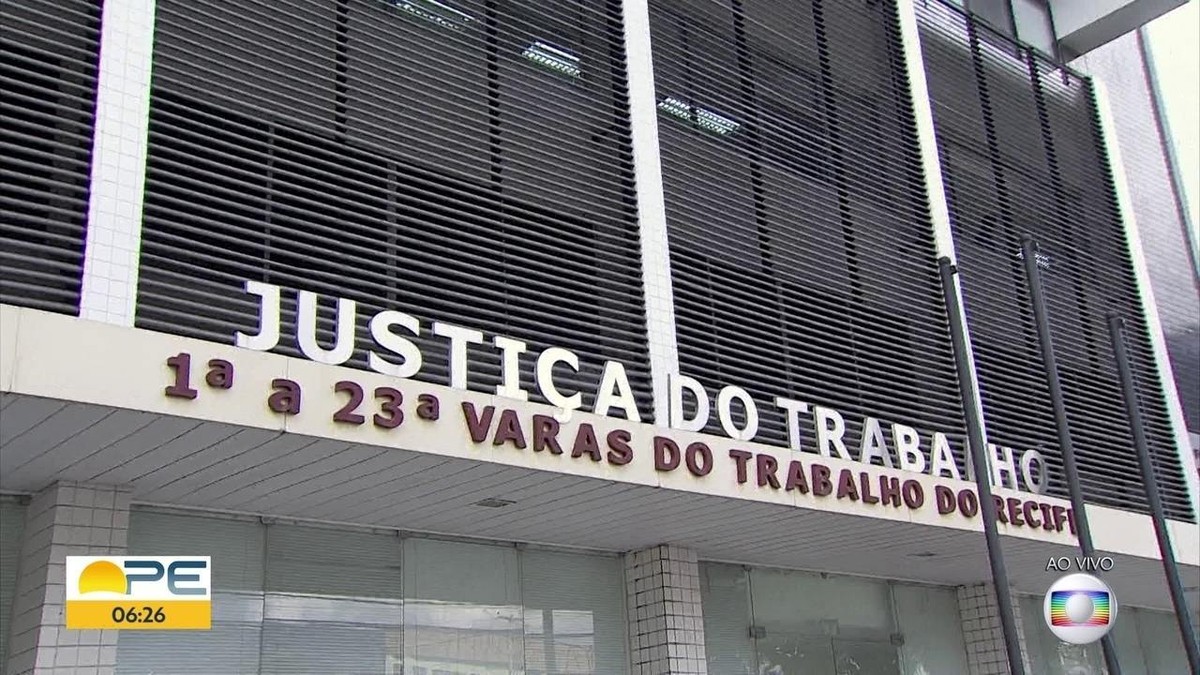 JUSTIÇA DO TRABALHO
1ª a 23ª VARAS DO TRABALHO DO RECIFE
PE
06:26
AO VIVO